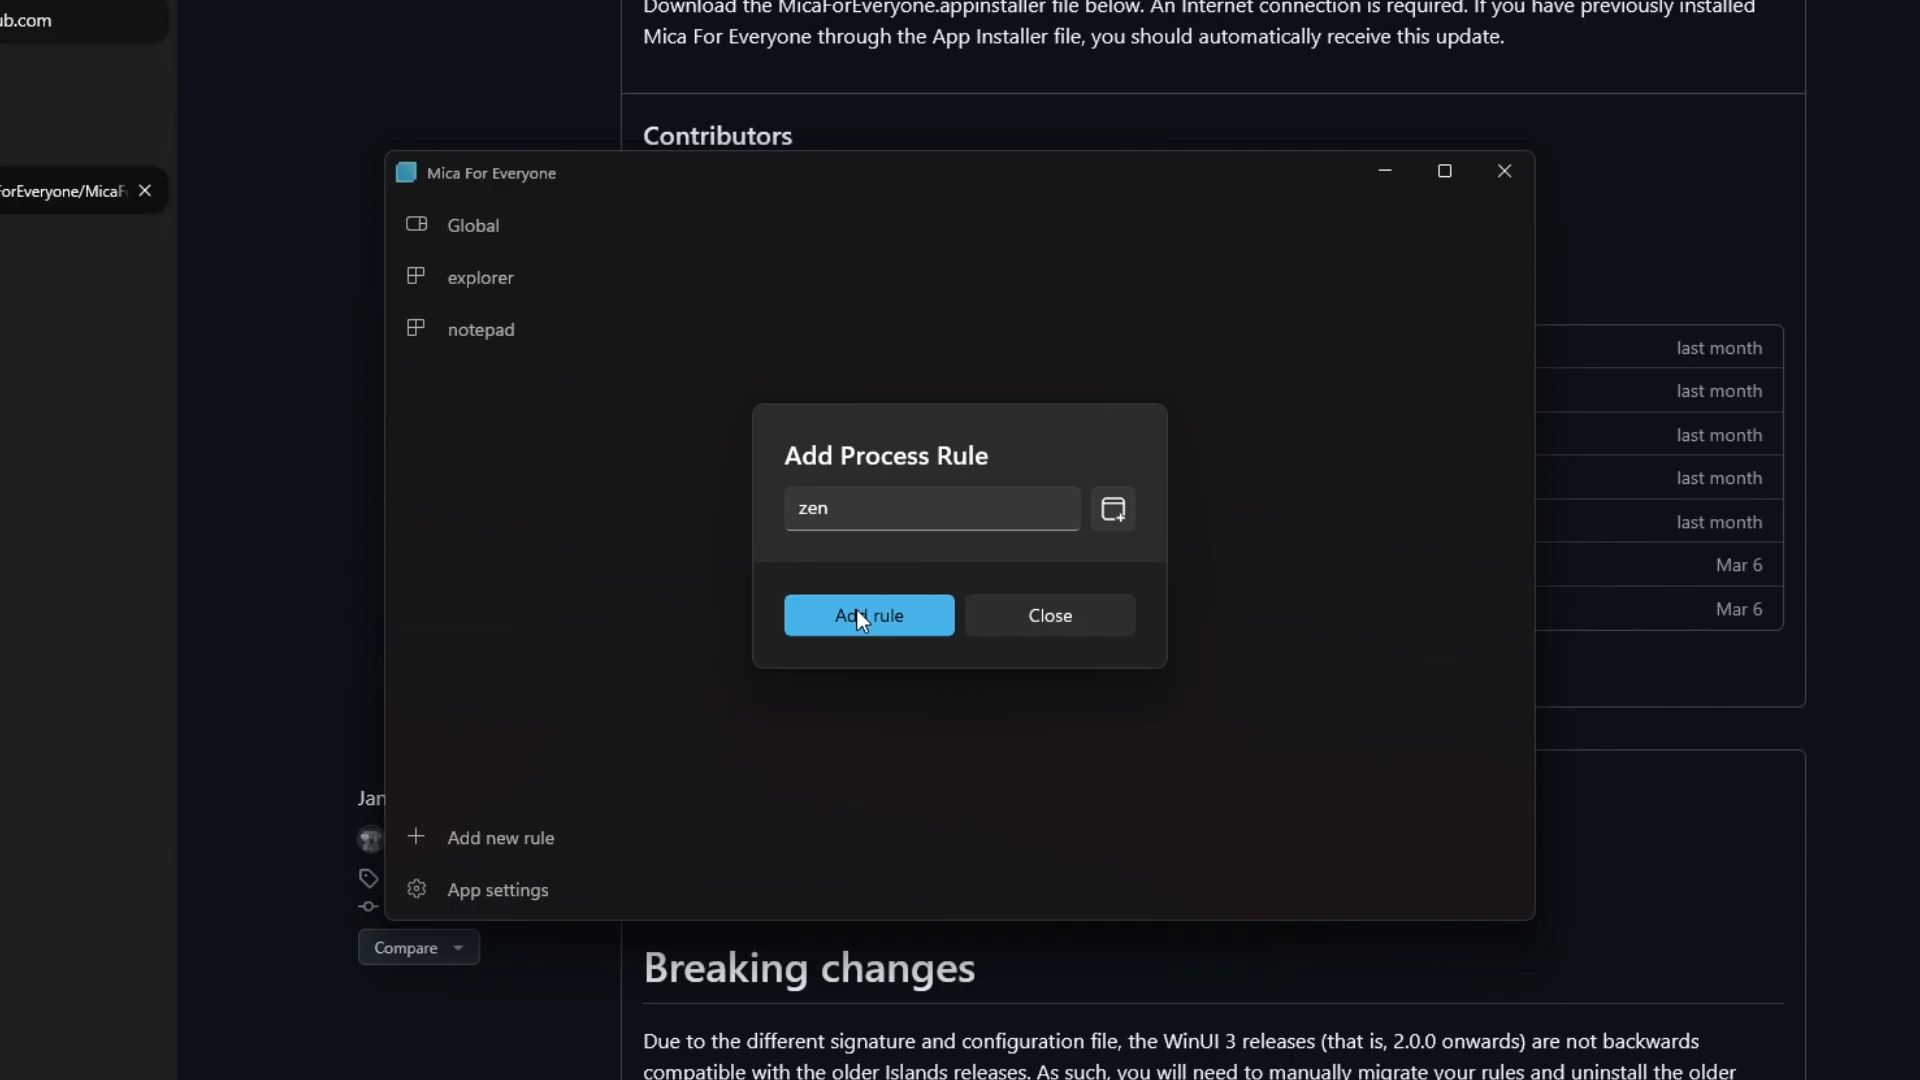 ub.com
Download the MicaForEveryone.appinstaller file below. An Internet connection is required. If you have previously installed
Mica For Everyone through the App Installer file, you should automatically receive this update.
Contributors
Mica For Everyone
orEveryone/MicaF
Global
explorer
notepad
last month
last month
last month
last month
last month
Mar 6
Mar 6
Add Process Rule
zen
Add rule
Close
Jan
Add new rule
App settings
Compare
Breaking changes
Due to the different signature and configuration file, the WinUI 3 releases (that is, 2.0.0 onwards) are not backwards
compatible with the older Islands releases. As such, you will need to manually migrate your rules and uninstall the older